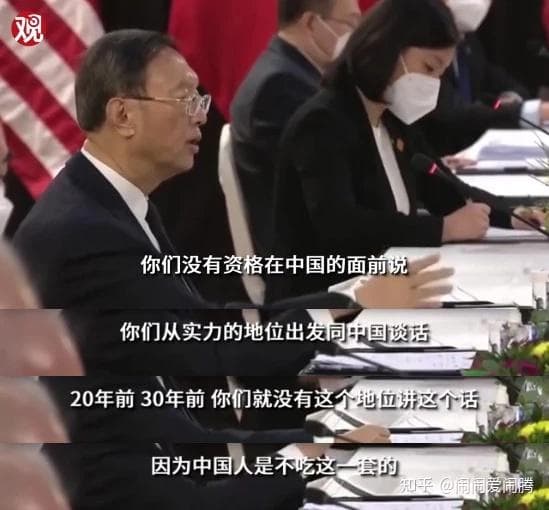 观
你们没有资格在中国的面前说
你们从实力的地位出发同中国谈话
20年前 30年前 你们就没有这个地位讲这个话
因为中国人是不吃这一套的
知乎 @闹闹爱闹腾